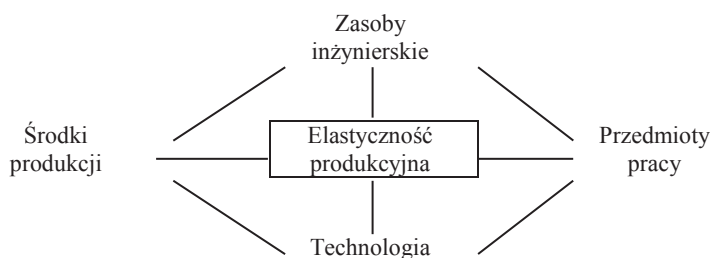 Zasoby
inżynierskie
Środki
produkcji
Elastyczność
produkcyjna
Przedmioty
pracy
Technologia